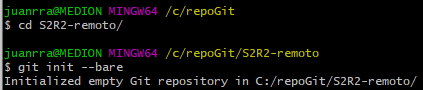 juanrra@MEDION MINGW64 /c/repoGit
$ cd S2R2-remoto/
juanrra@MEDION MINGW64 /c/repoGit/S2R2-remoto
$ git init --bare
Initialized empty Git repository in C:/repoGit/S2R2-remoto/